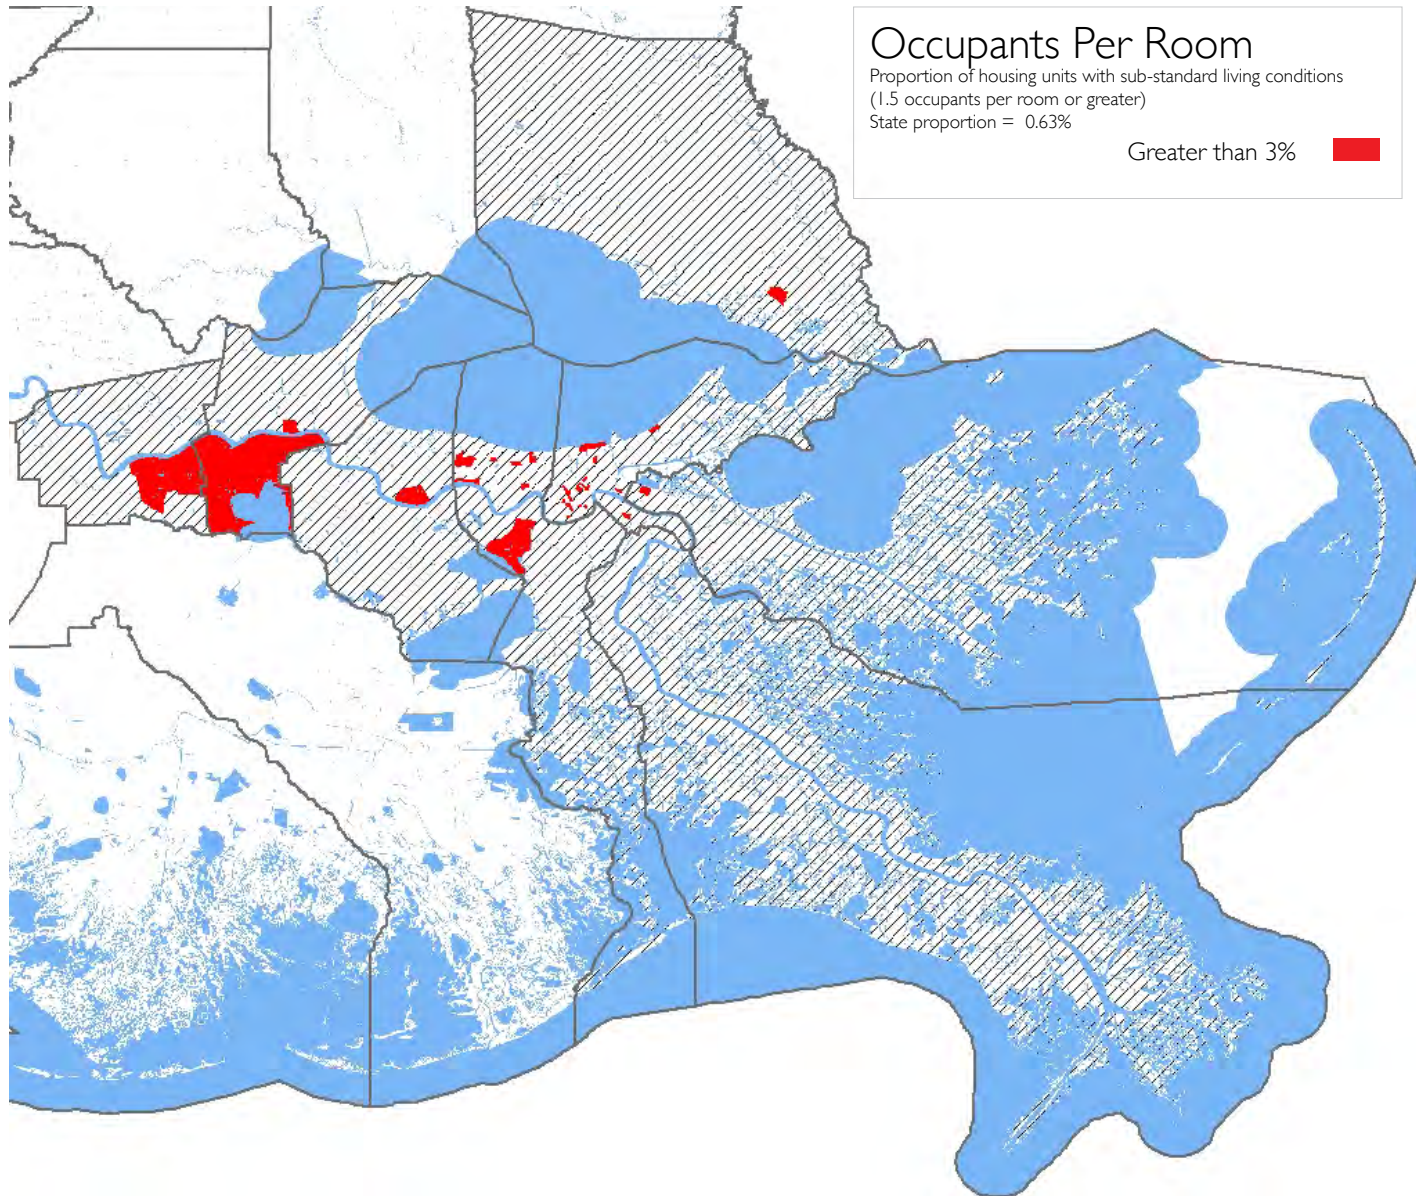 Occupants Per Room
Proportion of housing units with sub-standard living conditions
(1.5 occupants per room or greater)
State proportion = 0.63%
Greater than 3%